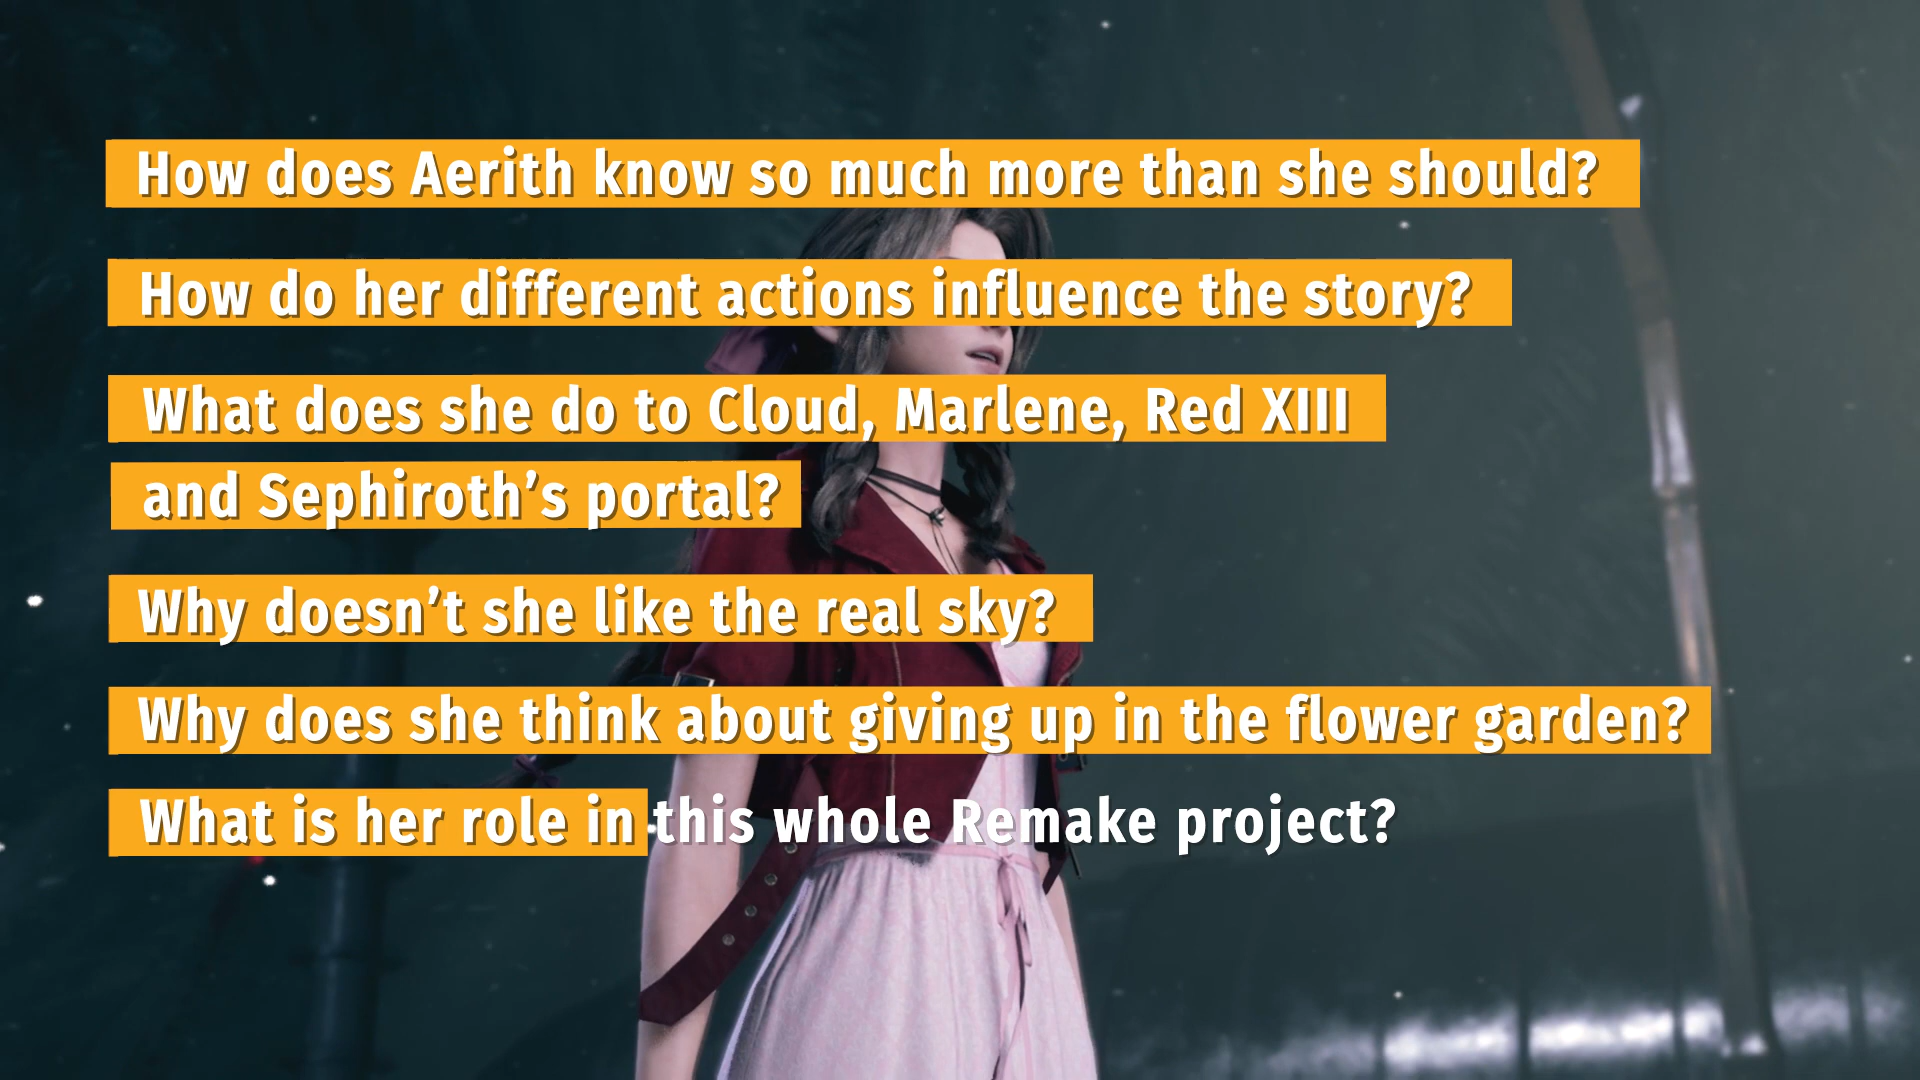 How does Aerith know so much more than she should?
How do her different actions influence the story?
What does she do to Cloud, Marlene, Red XIII
and Sephiroth’s portal?
Why doesn’t she like the real sky?
Why does she think about giving up in the flower garden?
What is her role in this whole Remake project?